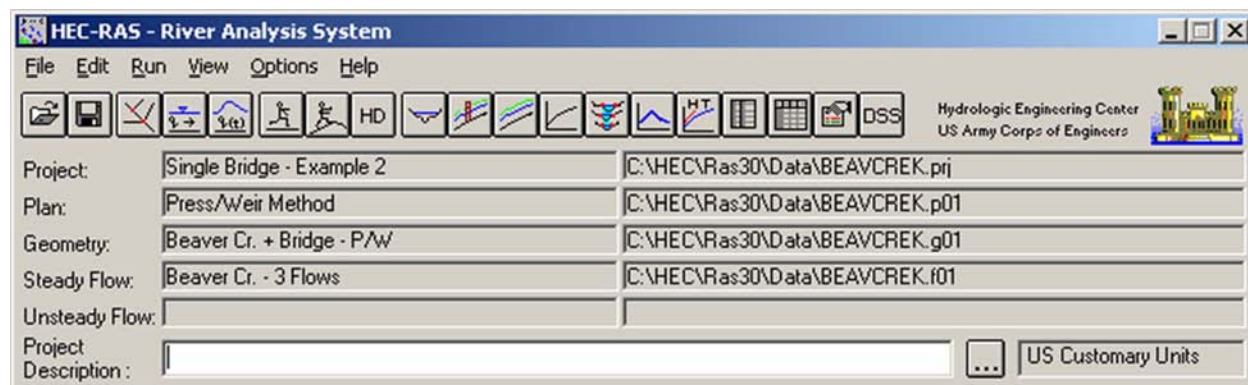 HEC-RAS - River Analysis System
File Edit Run View Options Help
HD HT DSS Hydrologic Engineering Center
US Army Corps of Engineers
Project: Single Bridge - Example 2 C:\HEC\Ras30\Data\BEAVCREK.prj
Plan: Press/Weir Method C:\HEC\Ras30\Data\BEAVCREK.p01
Geometry: Beaver Cr. + Bridge - P/W C:\HEC\Ras30\Data\BEAVCREK.g01
Steady Flow: Beaver Cr. - 3 Flows C:\HEC\Ras30\Data\BEAVCREK.f01
Unsteady Flow:
Project
Description : ... US Customary Units